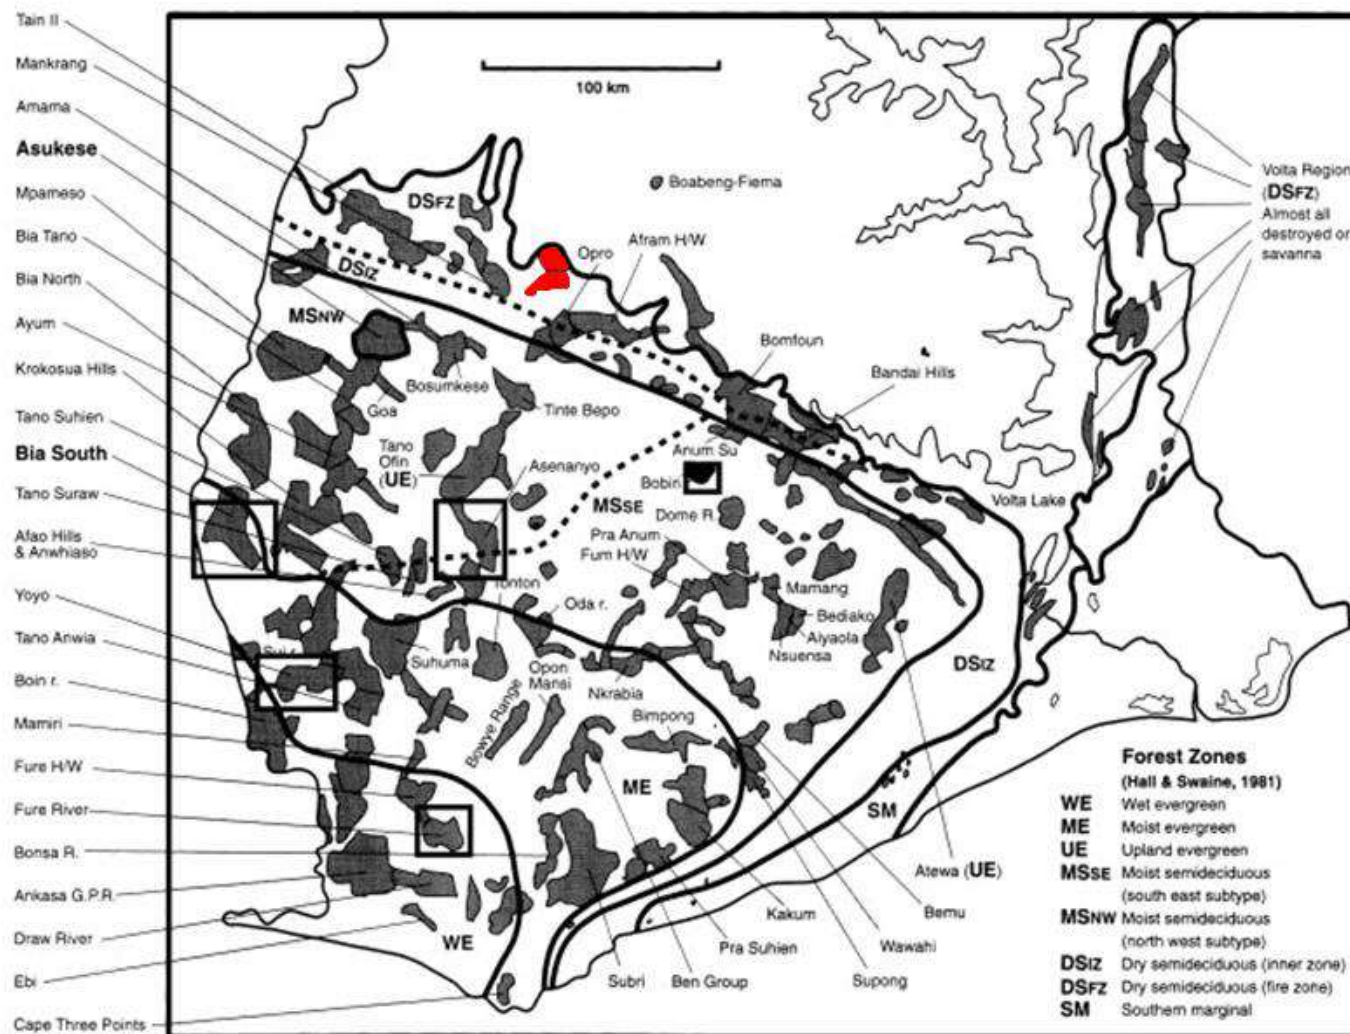 Tain II
Mankrang
Amama
Asukese
Mpameso
Bia Tano
Bia North
Ayum
Krokosua Hills
Tano Suhien
Bia South
Tano Suraw
Afao Hills
& Anwhiaso
Yoyo
Tano Anwia
Boin r.
Mamiri
Fure H/W
Fure River
Bonsa R.
Ankasa G.P.R.
Draw River
Ebi
Cape Three Points
100 km
Boabeng-Fiema
DSFZ
Opro
Afram H/W
DSIZ
MSNW
Bosumkese
Goa
Tinte Bepo
Bomfoun
Bandai Hills
Tano
Ofin
(UE)
Asenanyo
Anum Su
Bobiri
MSSE
Dome R.
Volta Lake
Pra Anum
Fum H/W
Mamang
Bediako
Aiyaola
Nsuensa
Tonton
Oda r.
Sui r.
Suhuma
Opon
Mansi
Nkrabia
Bowye Range
Bimpong
DSIZ
ME
SM
WE
Atewa (UE)
Bemu
Kakum
Wawahi
Pra Suhien
Supong
Subri
Ben Group
Volta Region
(DSFZ)
Almost all
destroyed or
savanna
Forest Zones
(Hall & Swaine, 1981)
WE Wet evergreen
ME Moist evergreen
UE Upland evergreen
MSSE Moist semideciduous
(south east subtype)
MSNW Moist semideciduous
(north west subtype)
DSIZ Dry semideciduous (inner zone)
DSFZ Dry semideciduous (fire zone)
SM Southern marginal